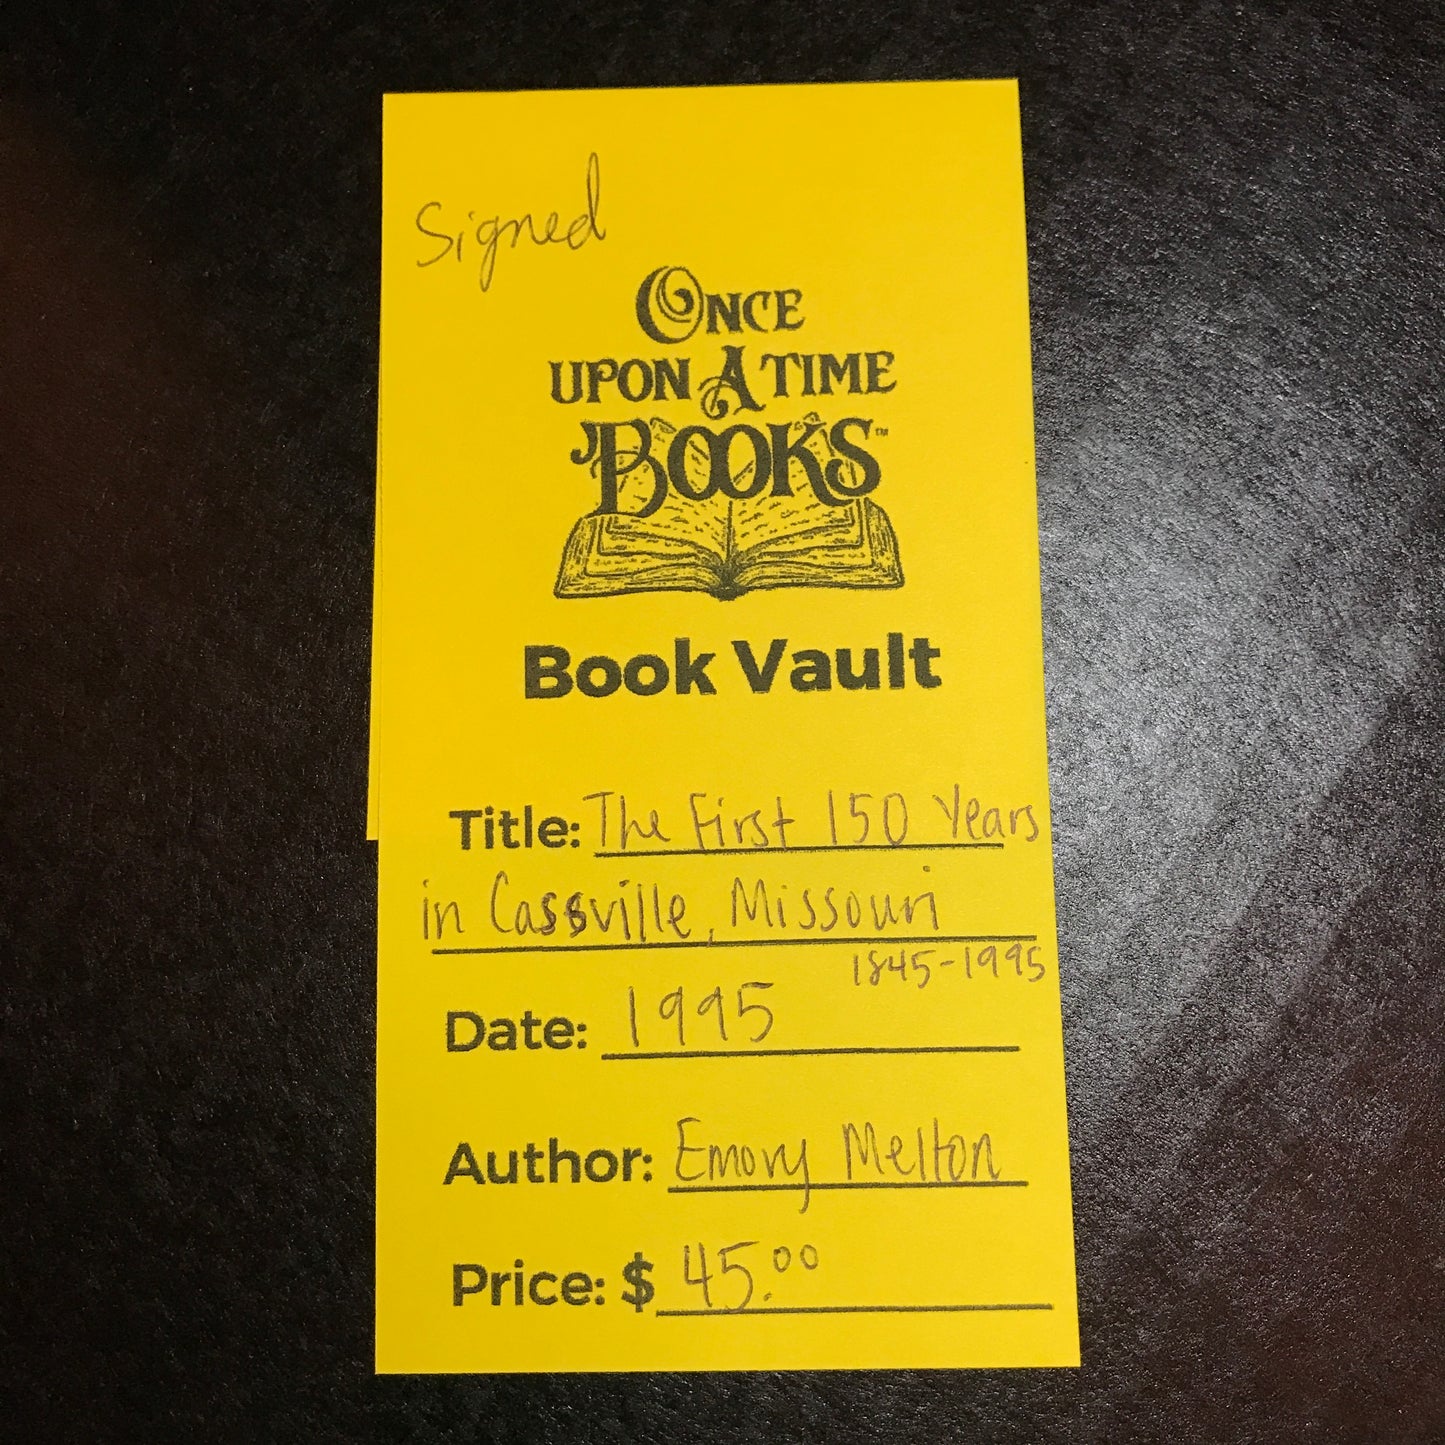 Signed
ONCE
UPON A TIME
BOOKS™
Book Vault
Title: The First 150 Years
in Cassville, Missouri
1845-1995
Date: 1995
Author: Emory Melton
Price: $ 45.00